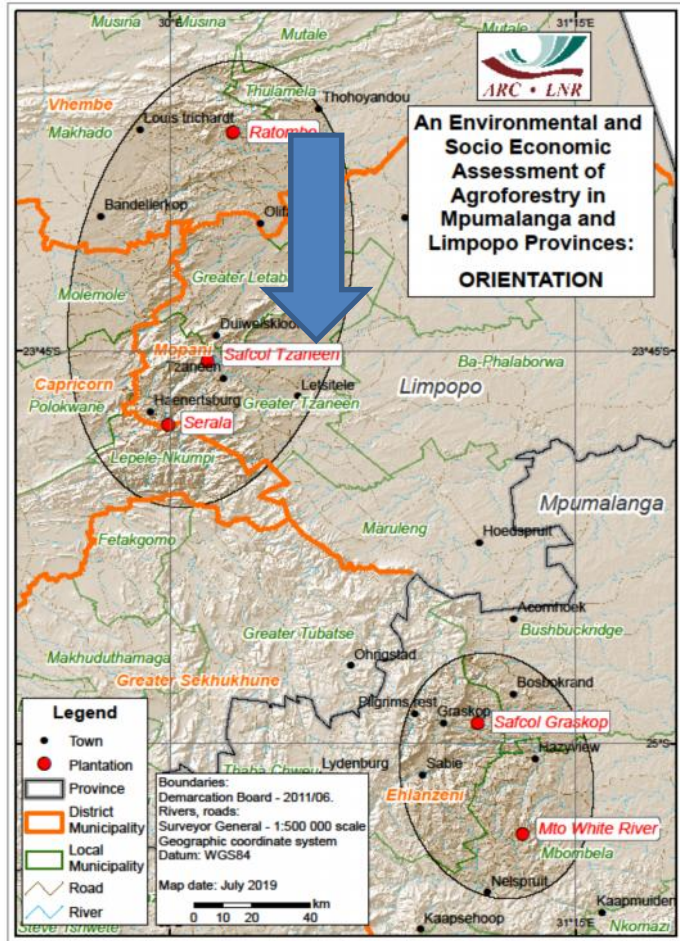 Musina
30°E
Musina
Mutale
31°15'E
Mutale
ARC • LNR
Thulamela
Vhembe
Thohoyandou
Louis trichardt
Makhado
Ratombo
An Environmental and
Socio Economic
Assessment of
Agroforestry in
Mpumalanga and
Limpopo Provinces:
ORIENTATION
Bandelierkop
Greater
Molemole
Mopani
Safcol Tzaneen
23°45'S
Tzaneen
Ba-Phalaborwa
Capricorn
Letsitele
Limpopo
Polokwane
Haenertsburg
Greater Tzaneen
Serala
Lepele-Nkumpi
Mpumalanga
Maruleng
Hoedspruit
Fetakgomo
Acornhoek
Greater Tubatse
Bushbuckridge
Makhuduthamaga
Ohrigstad
Greater Sekhukhune
Bosbokrand
Pilgrims rest
Graskop
Safcol Graskop
Legend
Town
Plantation
Province
District
Municipality
Local
Municipality
Road
River
25°S
Hazyview
Thaba Chweu
Lydenburg
Sabie
Ehlanzeni
Boundaries:
Demarcation Board - 2011/06.
Rivers, roads:
Surveyor General - 1:500 000 scale
Geographic coordinate system
Datum: WGS84
Map date: July 2019
km
0 20 40
Mto White River
Mbombela
Nelspruit
Kaapmuiden
Kaapsehoop
31°15'E
Nkomazi
Steve Tshwete